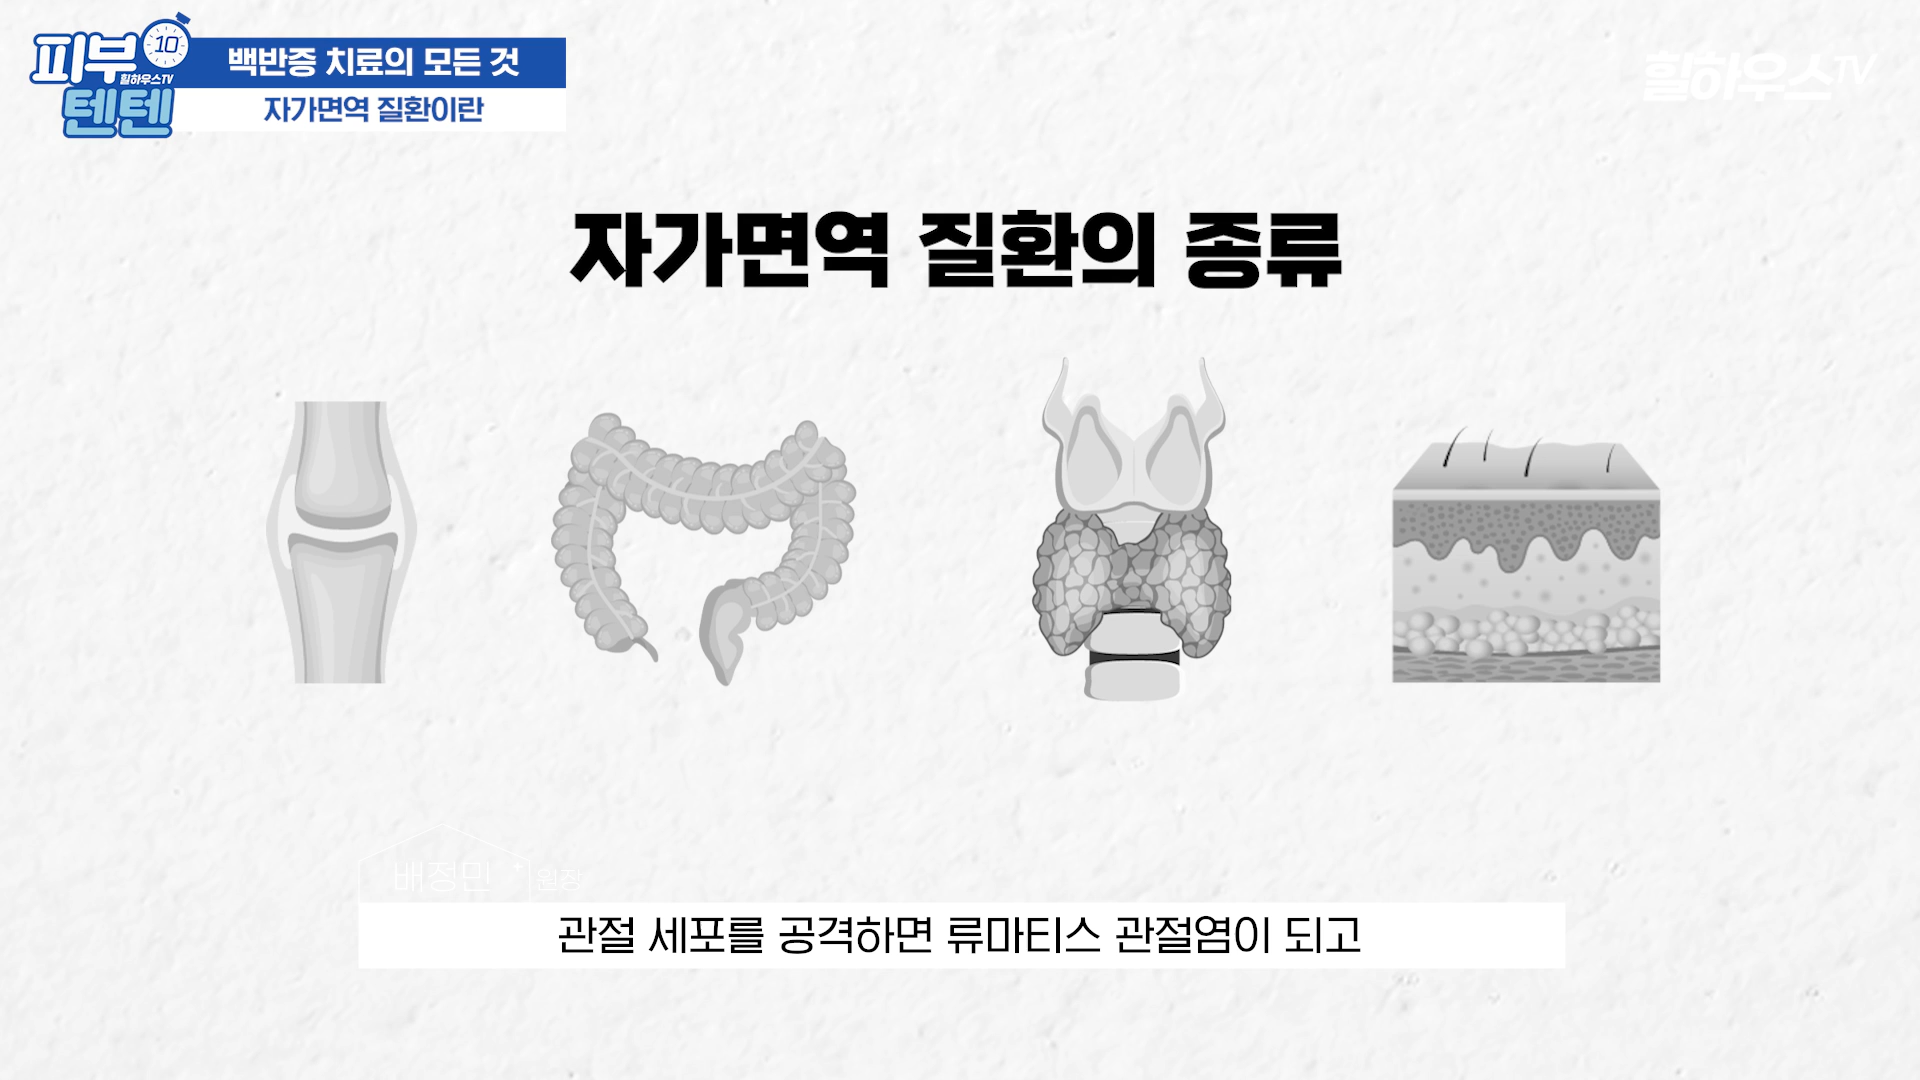 피부
10
힐하우스TV
텐텐
백반증 치료의 모든 것
자가면역 질환이란
힐하우스TV
자가면역 질환의 종류
배정민 원장
관절 세포를 공격하면 류마티스 관절염이 되고